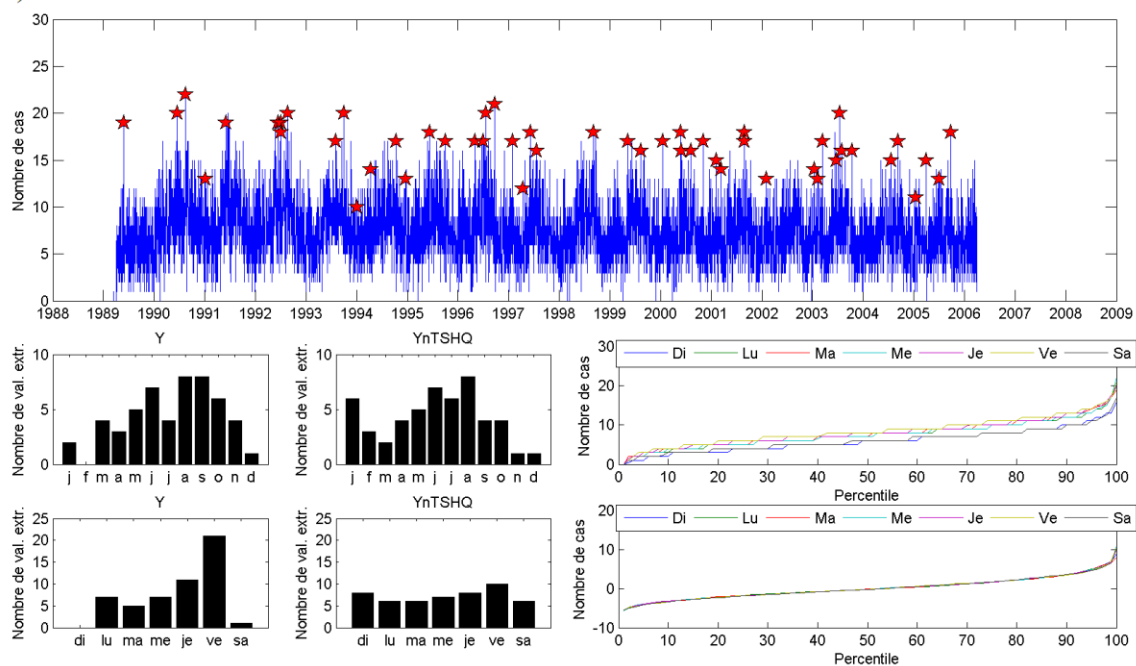 Nombre de cas
30
25
20
15
10
5
0
1988 1989 1990 1991 1992 1993 1994 1995 1996 1997 1998 1999 2000 2001 2002 2003 2004 2005 2006 2007 2008 2009
Y
Nombre de val. extr.
10
5
0
j f m a m j j a s o n d
YnTSHQ
Nombre de val. extr.
10
5
0
j f m a m j j a s o n d
Di Lu Ma Me Je Ve Sa
Nombre de cas
30
20
10
0
0 10 20 30 40 50 60 70 80 90 100
Percentile
Y
Nombre de val. extr.
25
20
15
10
5
0
di lu ma me je ve sa
YnTSHQ
Nombre de val. extr.
25
20
15
10
5
0
di lu ma me je ve sa
Di Lu Ma Me Je Ve Sa
Nombre de cas
20
10
0
-10
0 10 20 30 40 50 60 70 80 90 100
Percentile